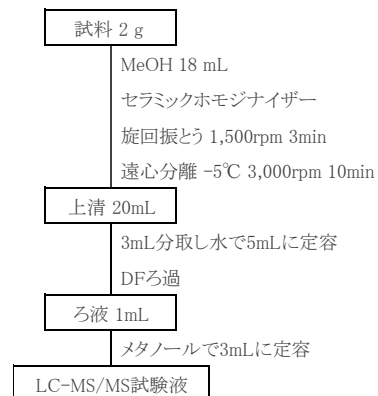 試料 2 g
MeOH 18 mL
セラミックホモジナイザー
旋回振とう 1,500rpm 3min
遠心分離 -5℃ 3,000rpm 10min
上清 20mL
3mL分取し水で5mLに定容
DFろ過
ろ液 1mL
メタノールで3mLに定容
LC-MS/MS試験液